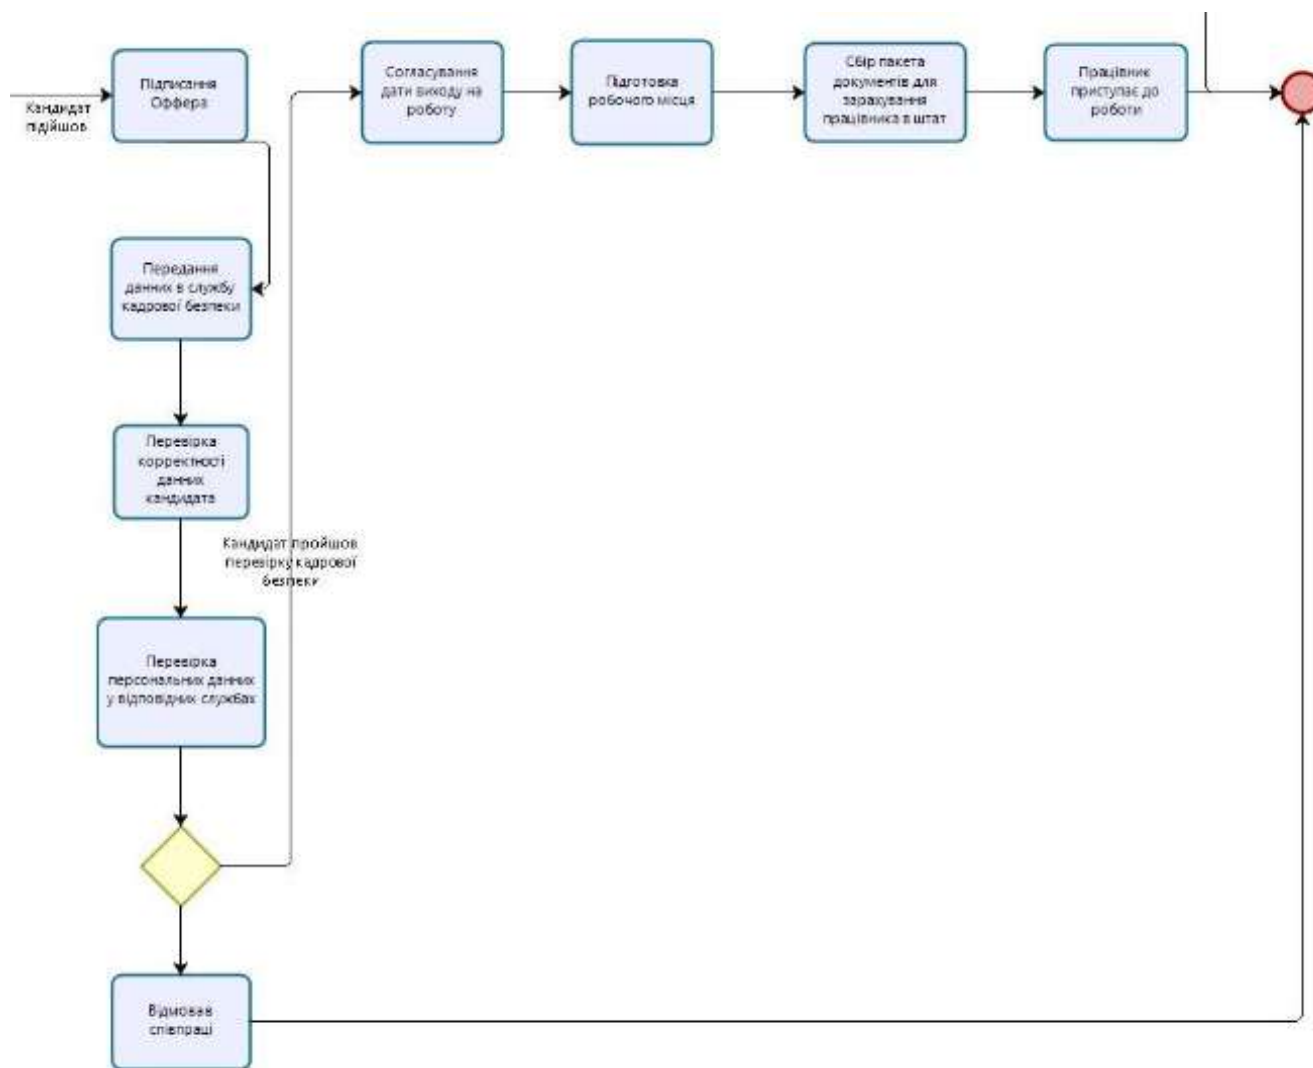 Кандидат
підійшов
Підписання
Оффера
Согласування
дати виходу на
роботу
Підготовка
робочого місця
Сбір пакета
документів для
зарахування
працівника в штат
Працівник
приступає до
роботи
Передання
данних в службу
кадрової безпеки
Перевірка
корректності
данних
кандидата
Кандидат пройшов
перевірку кадрової
безпеки
Перевірка
персональних данних
у відповідних службах
Відмовав
співпраці